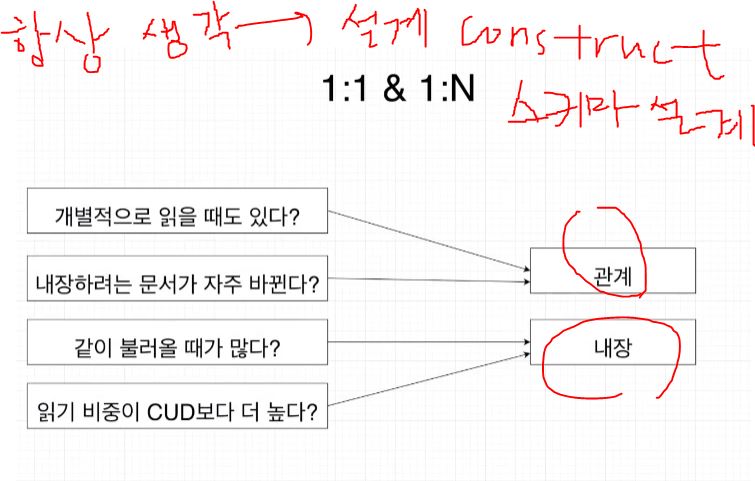 항상 생각 → 설계 construct
1:1 & 1:N
스키마 설계
개별적으로 읽을 때도 있다?
관계
내장하려는 문서가 자주 바뀐다?
같이 불러올 때가 많다?
내장
읽기 비중이 CUD보다 더 높다?